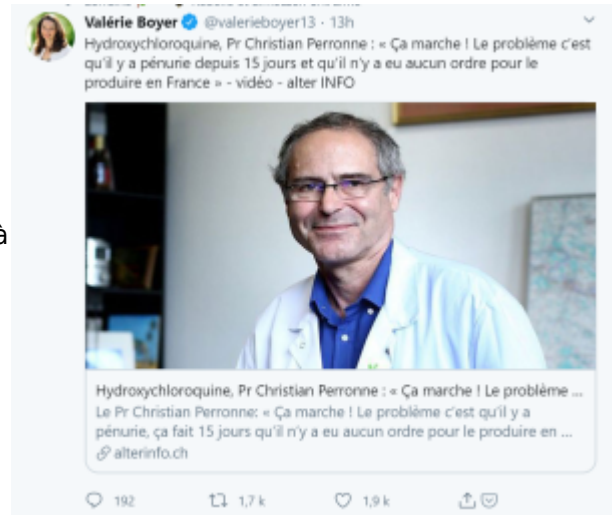 Valérie Boyer @valerieboyer13 · 13h
Hydroxychloroquine, Pr Christian Perronne : « Ça marche ! Le problème c'est
qu'il y a pénurie depuis 15 jours et qu'il n'y a eu aucun ordre pour le
produire en France » - vidéo - alter INFO
à
Hydroxychloroquine, Pr Christian Perronne : « Ça marche ! Le problème ...
Le Pr Christian Perronne: « Ça marche ! Le problème c'est qu'il y a
pénurie, ça fait 15 jours qu'il n'y a eu aucun ordre pour le produire en ...
alterinfo.ch
192 1,7 k 1,9 k